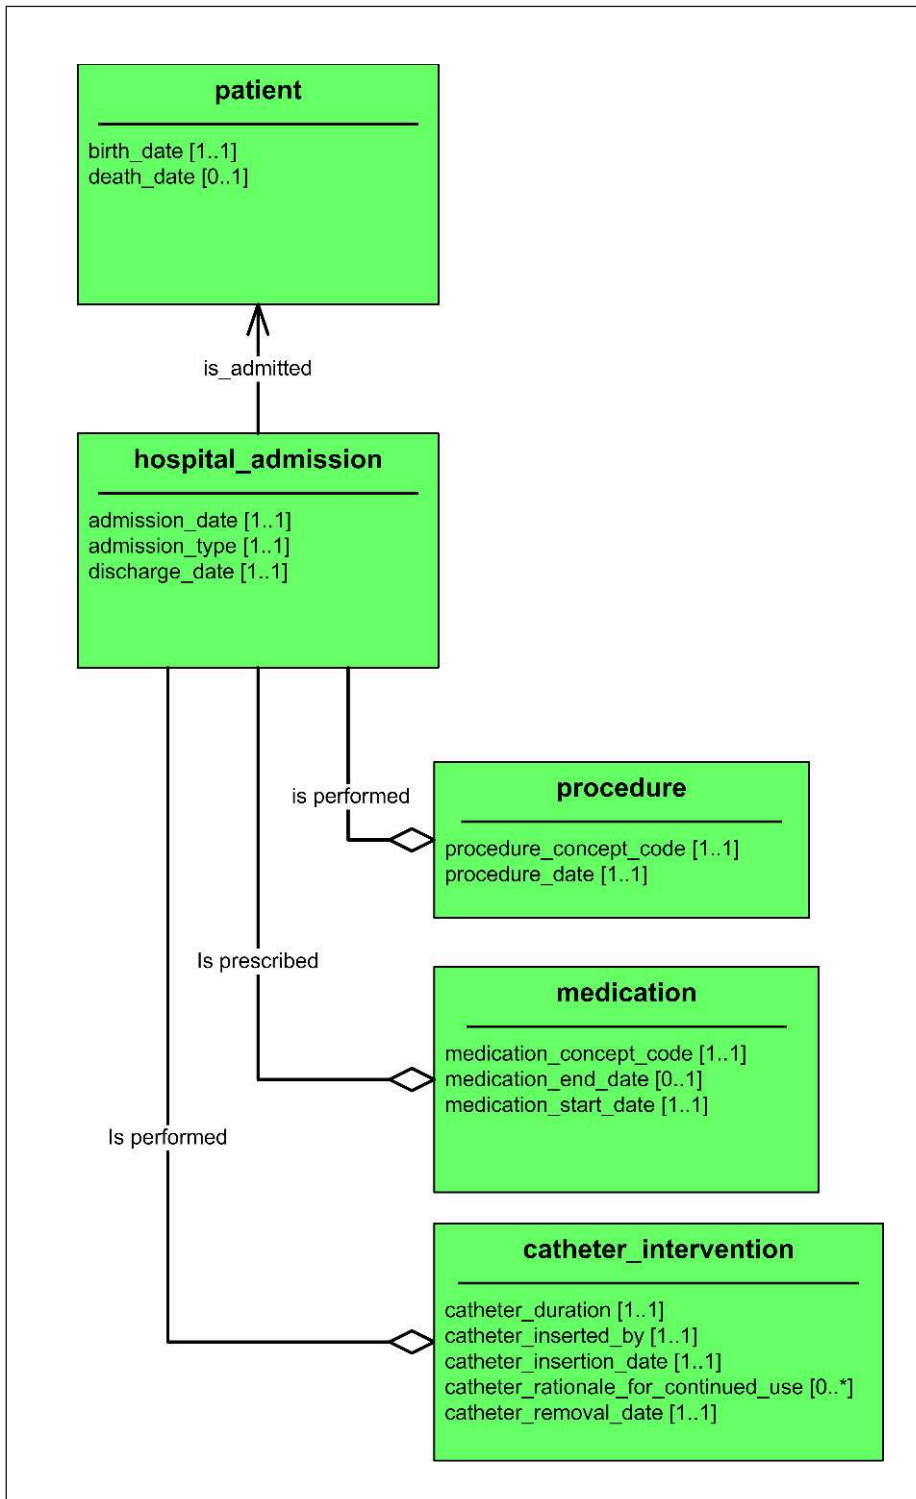 patient
birth_date [1..1]
death_date [0..1]
is_admitted
hospital_admission
admission_date [1..1]
admission_type [1..1]
discharge_date [1..1]
is performed
procedure
procedure_concept_code [1..1]
procedure_date [1..1]
Is prescribed
medication
medication_concept_code [1..1]
medication_end_date [0..1]
medication_start_date [1..1]
Is performed
catheter_intervention
catheter_duration [1..1]
catheter_inserted_by [1..1]
catheter_insertion_date [1..1]
catheter_rationale_for_continued_use [0..*]
catheter_removal_date [1..1]